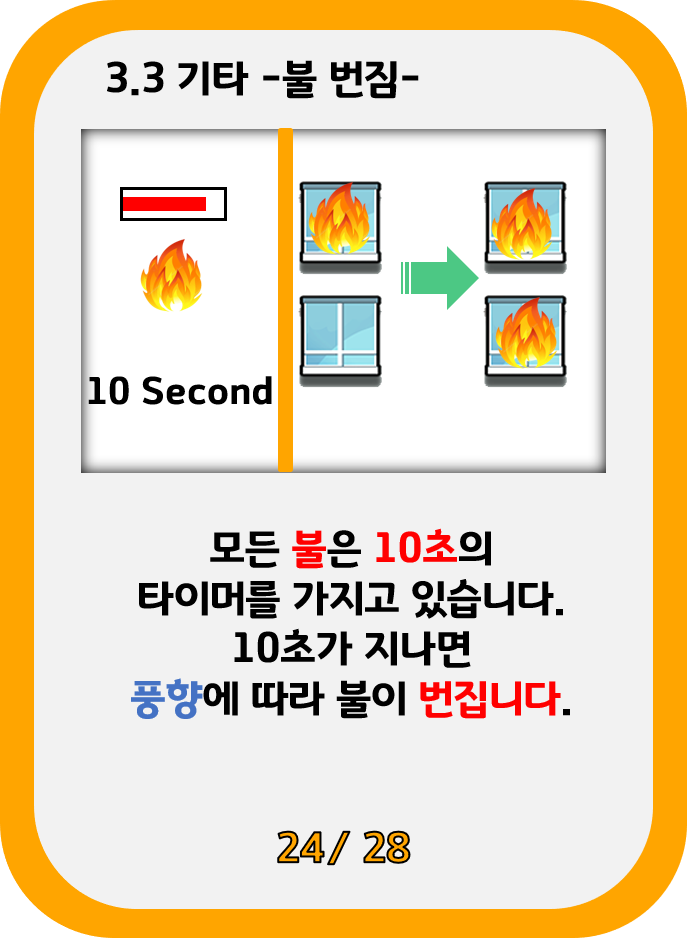 3.3 기타 -불 번짐-
10 Second
모든 불은 10초의
타이머를 가지고 있습니다.
10초가 지나면
풍향에 따라 불이 번집니다.
24/ 28